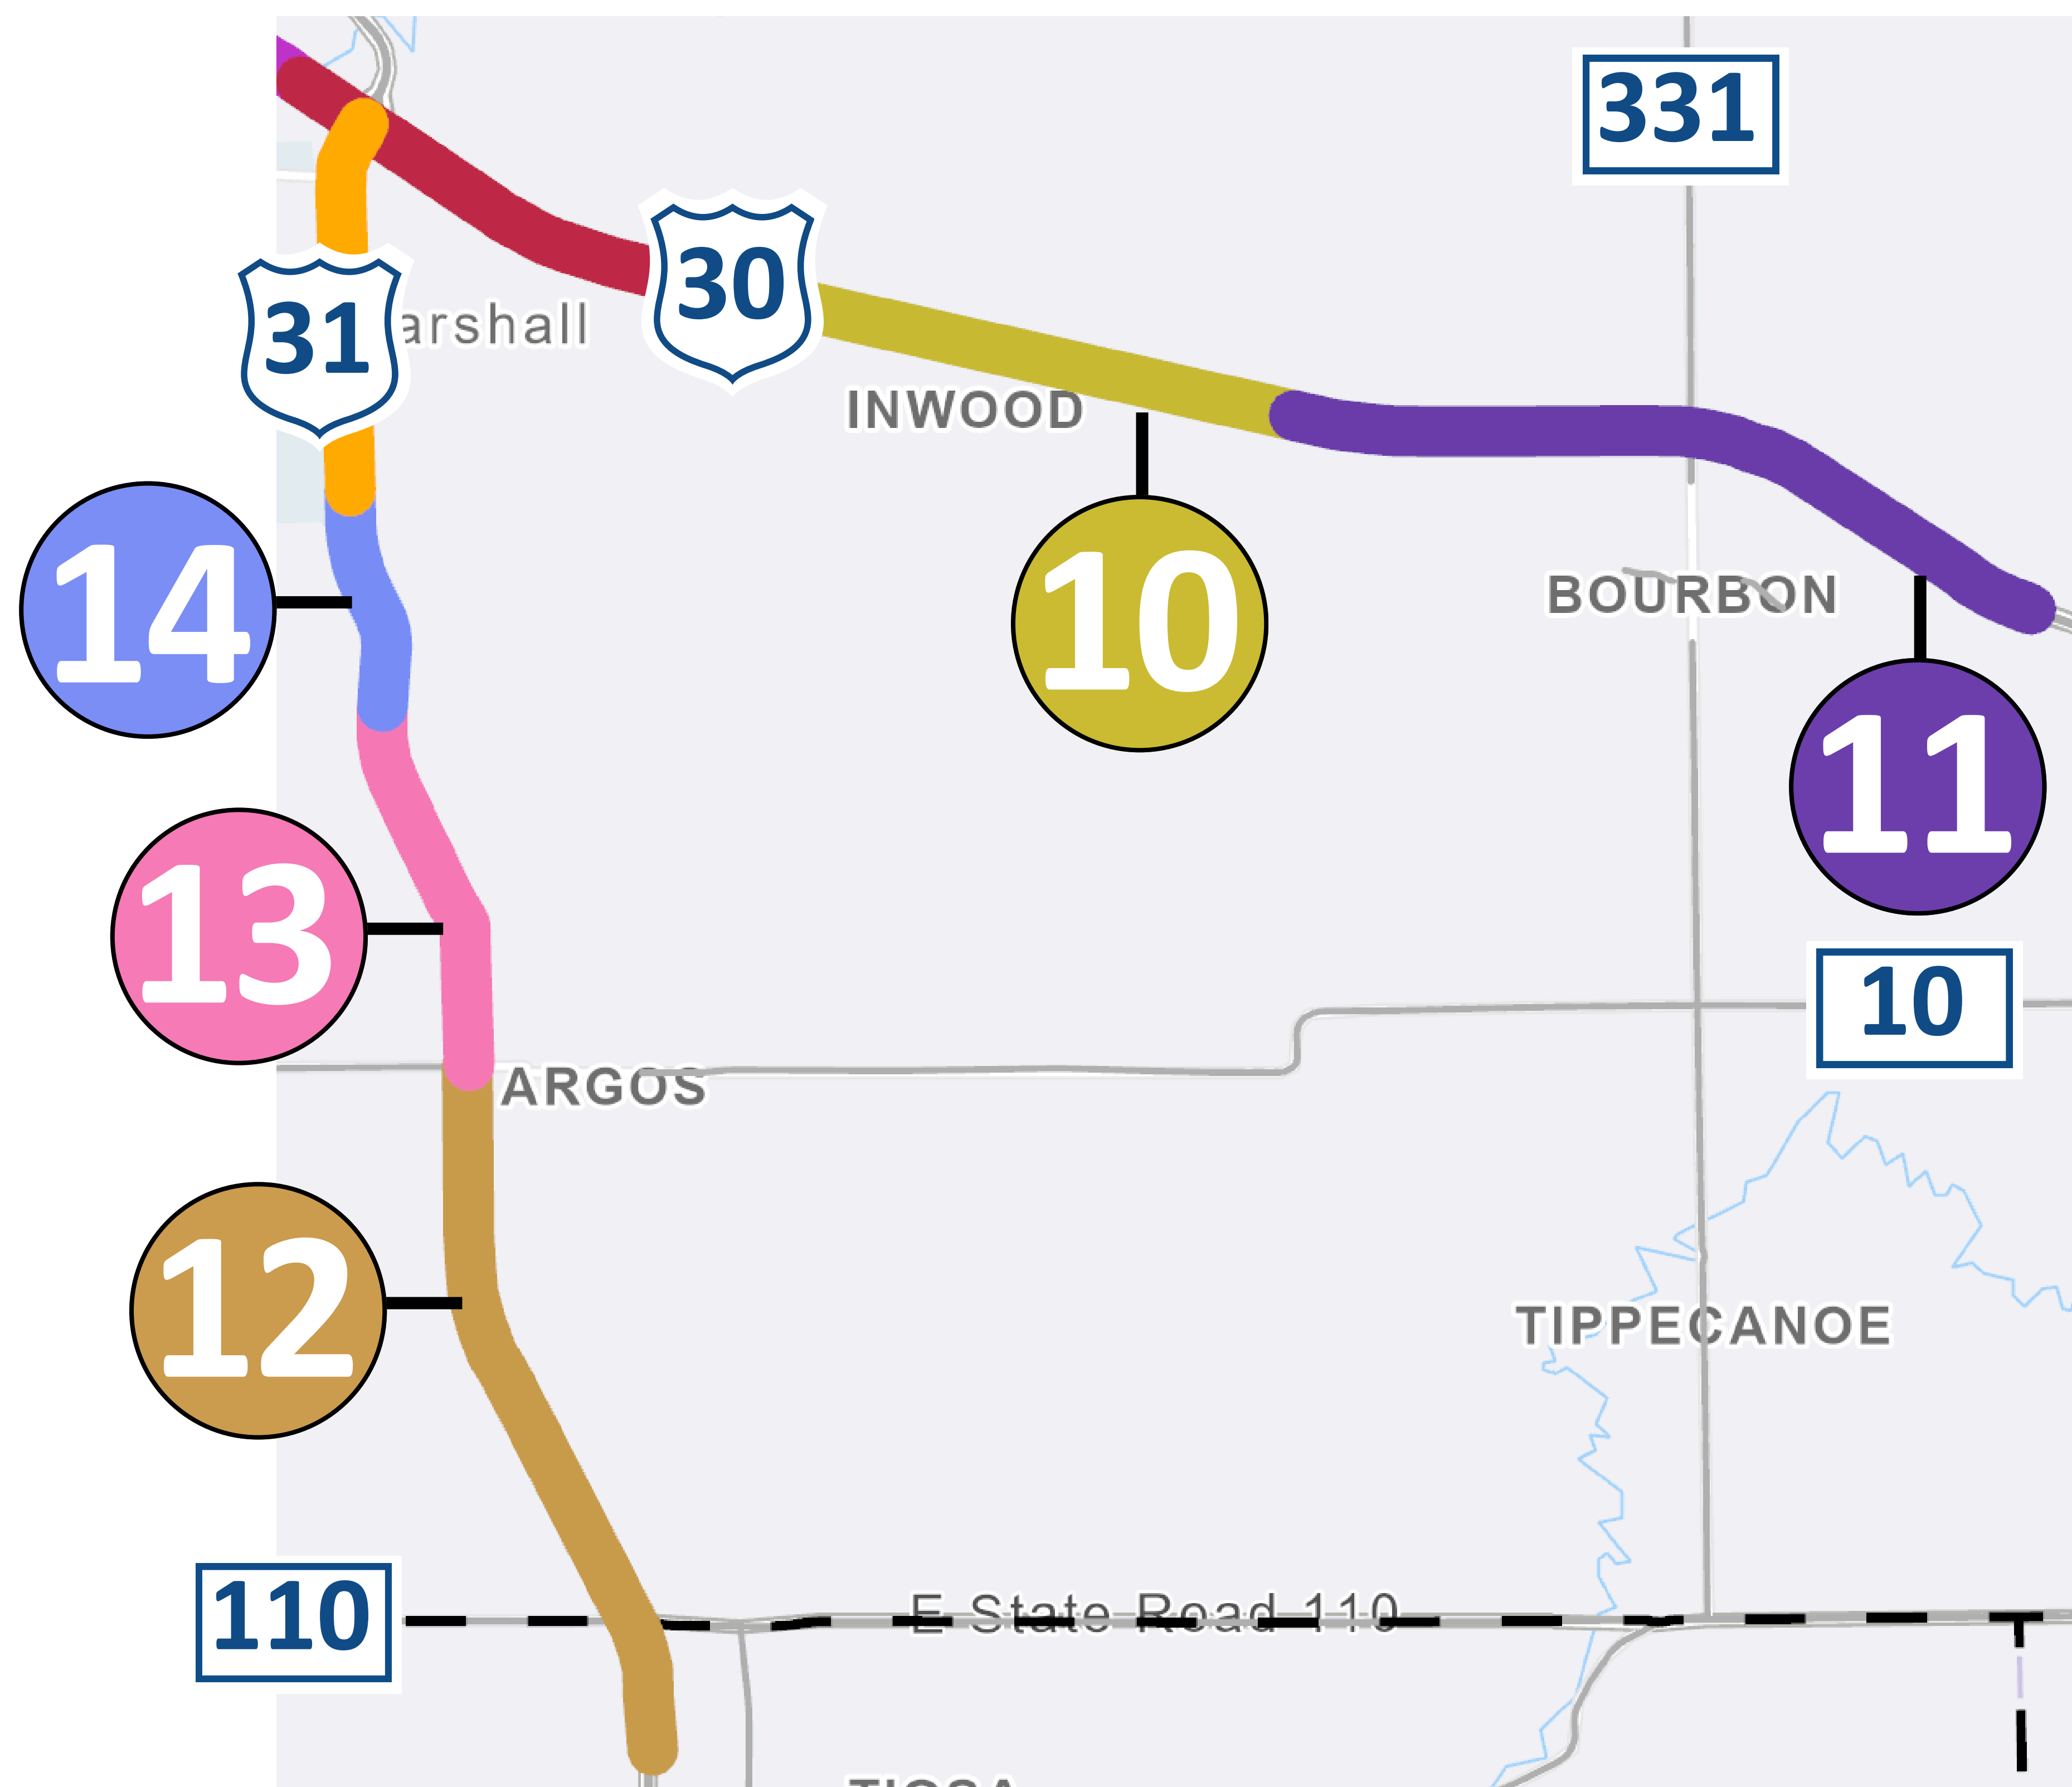 331
30
31
arshall
INWOOD
14
10
BOURBON
11
13
10
ARGOS
12
TIPPECANOE
110
E State Road 110